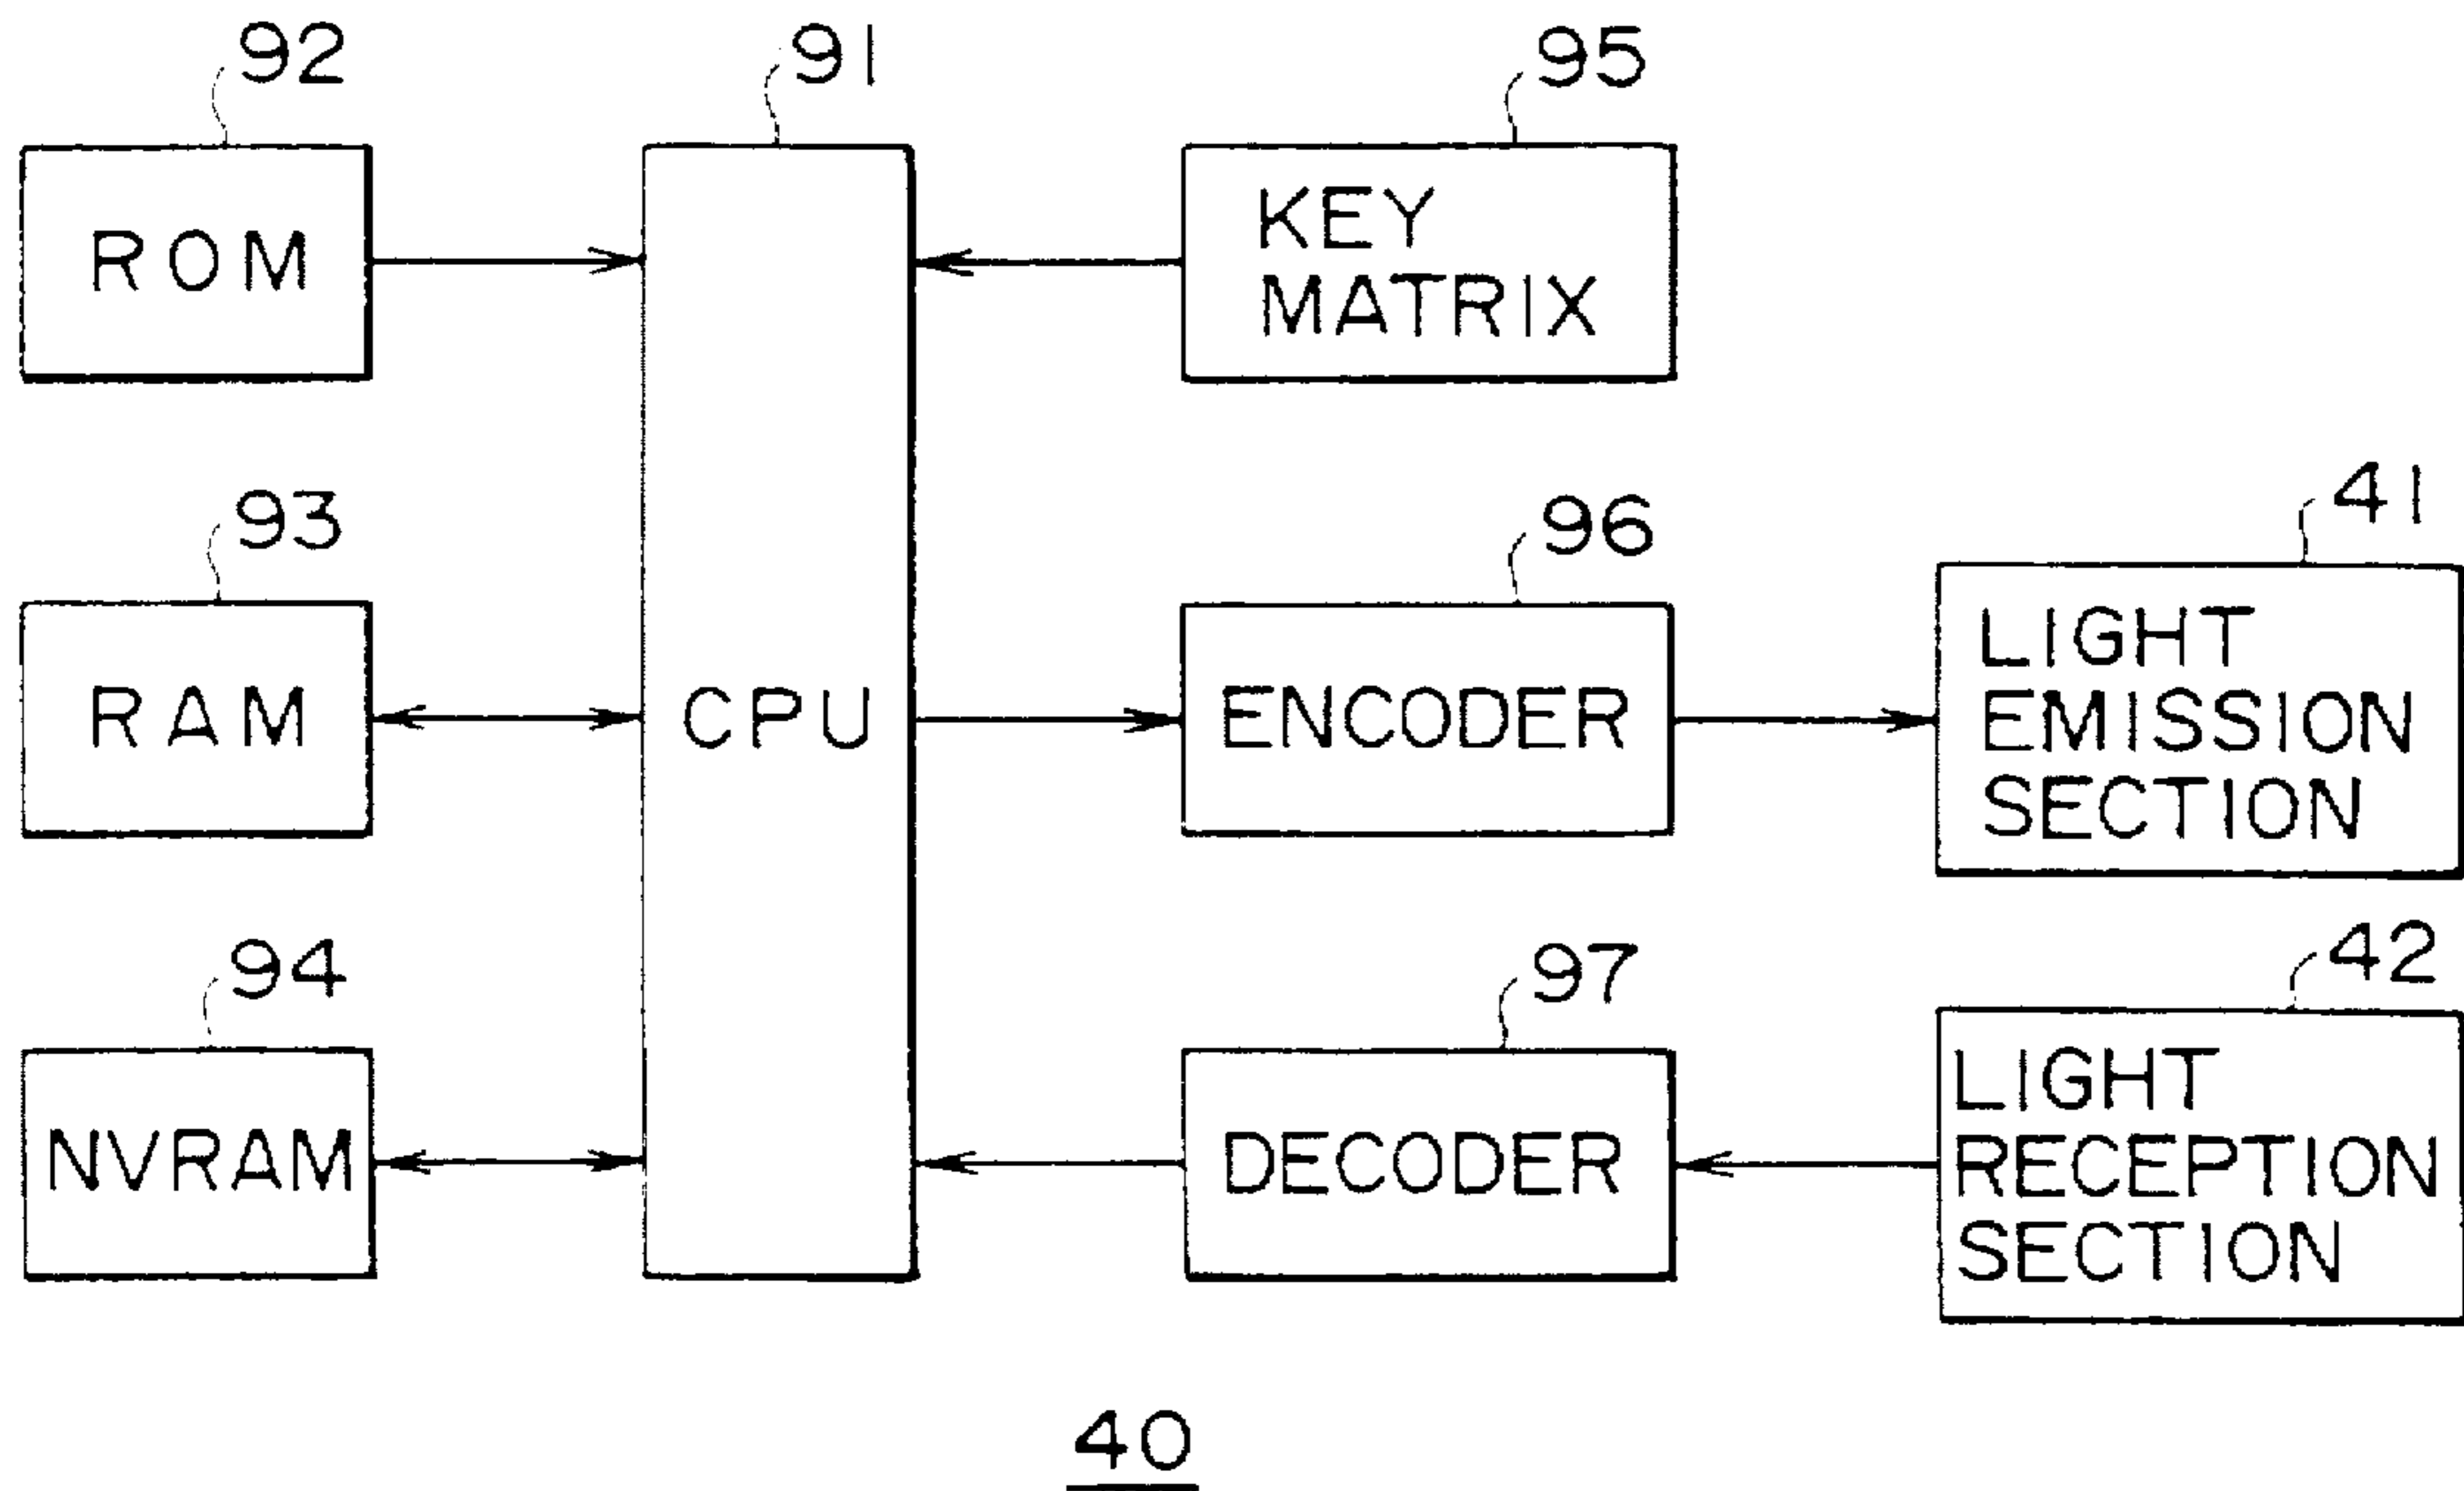 92
91
95
ROM
KEY
MATRIX
93
96
41
RAM
CPU
ENCODER
LIGHT
EMISSION
SECTION
94
97
42
NVRAM
DECODER
LIGHT
RECEPTION
SECTION
40